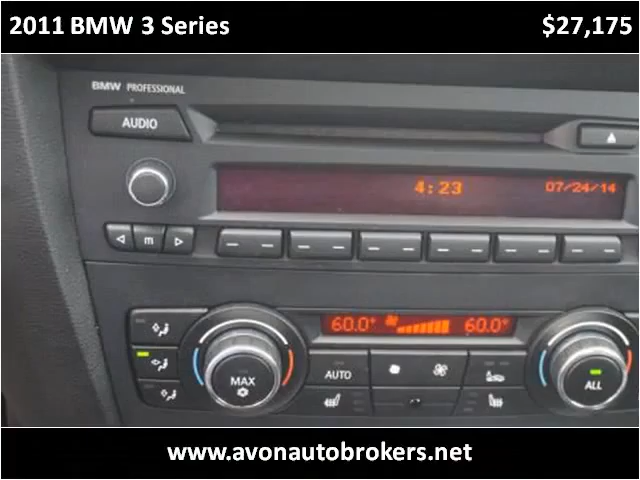 2011 BMW 3 Series $27,175
BMW PROFESSIONAL
AUDIO
4:23 07/24/14
m
60.0° 60.0°
MAX AUTO ALL
www.avonautobrokers.net